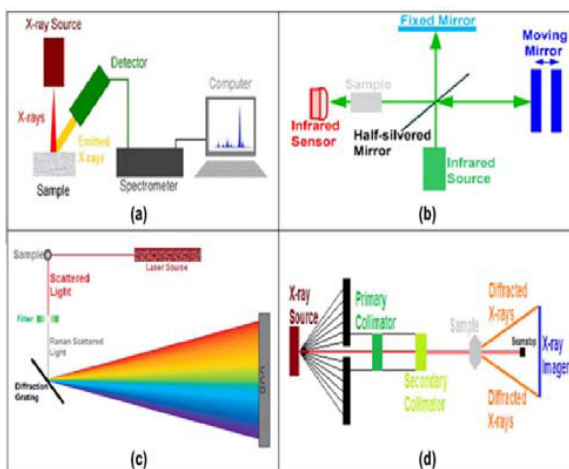 X-ray Source
Detector
Computer
X-rays
Emitted
X rays
Sample
Spectrometer
(a)
Fixed Mirror
Moving
Mirror
Sample
Infrared
Sensor
Half-silvered
Mirror
Infrared
Source
(b)
Sample
Laser Source
Scattered
Light
Filter
Raman Scattered
Light
Diffraction
Grating
CCD
(c)
X-ray
Source
Primary
Collimator
Secondary
Collimator
Sample
Diffracted
X-rays
Beamstop
X-ray
Imager
Diffracted
X-rays
(d)